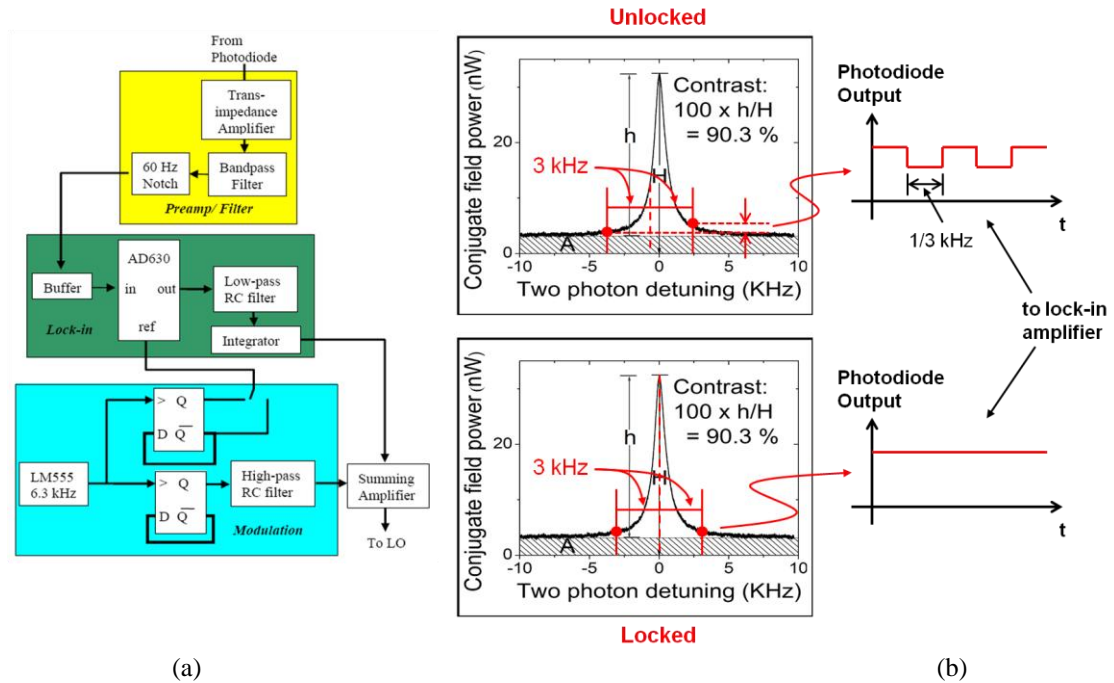 From
Photodiode
Trans-
impedance
Amplifier
60 Hz
Notch
Bandpass
Filter
Preamp/ Filter
AD630
Buffer
in
out
Low-pass
RC filter
Lock-in
ref
Integrator
> Q
D Q
LM555
6.3 kHz
> Q
D Q
High-pass
RC filter
Summing
Amplifier
Modulation
To LO
(a)
Unlocked
Conjugate field power (nW)
20
0
Contrast:
100 x h/H
= 90.3 %
h
H
3 kHz
A
-10 -5 0 5 10
Two photon detuning (KHz)
Photodiode
Output
t
1/3 kHz
to lock-in
amplifier
Conjugate field power (nW)
20
0
Contrast:
100 x h/H
= 90.3 %
h
H
3 kHz
A
-10 -5 0 5 10
Two photon detuning (KHz)
Photodiode
Output
t
Locked
(b)